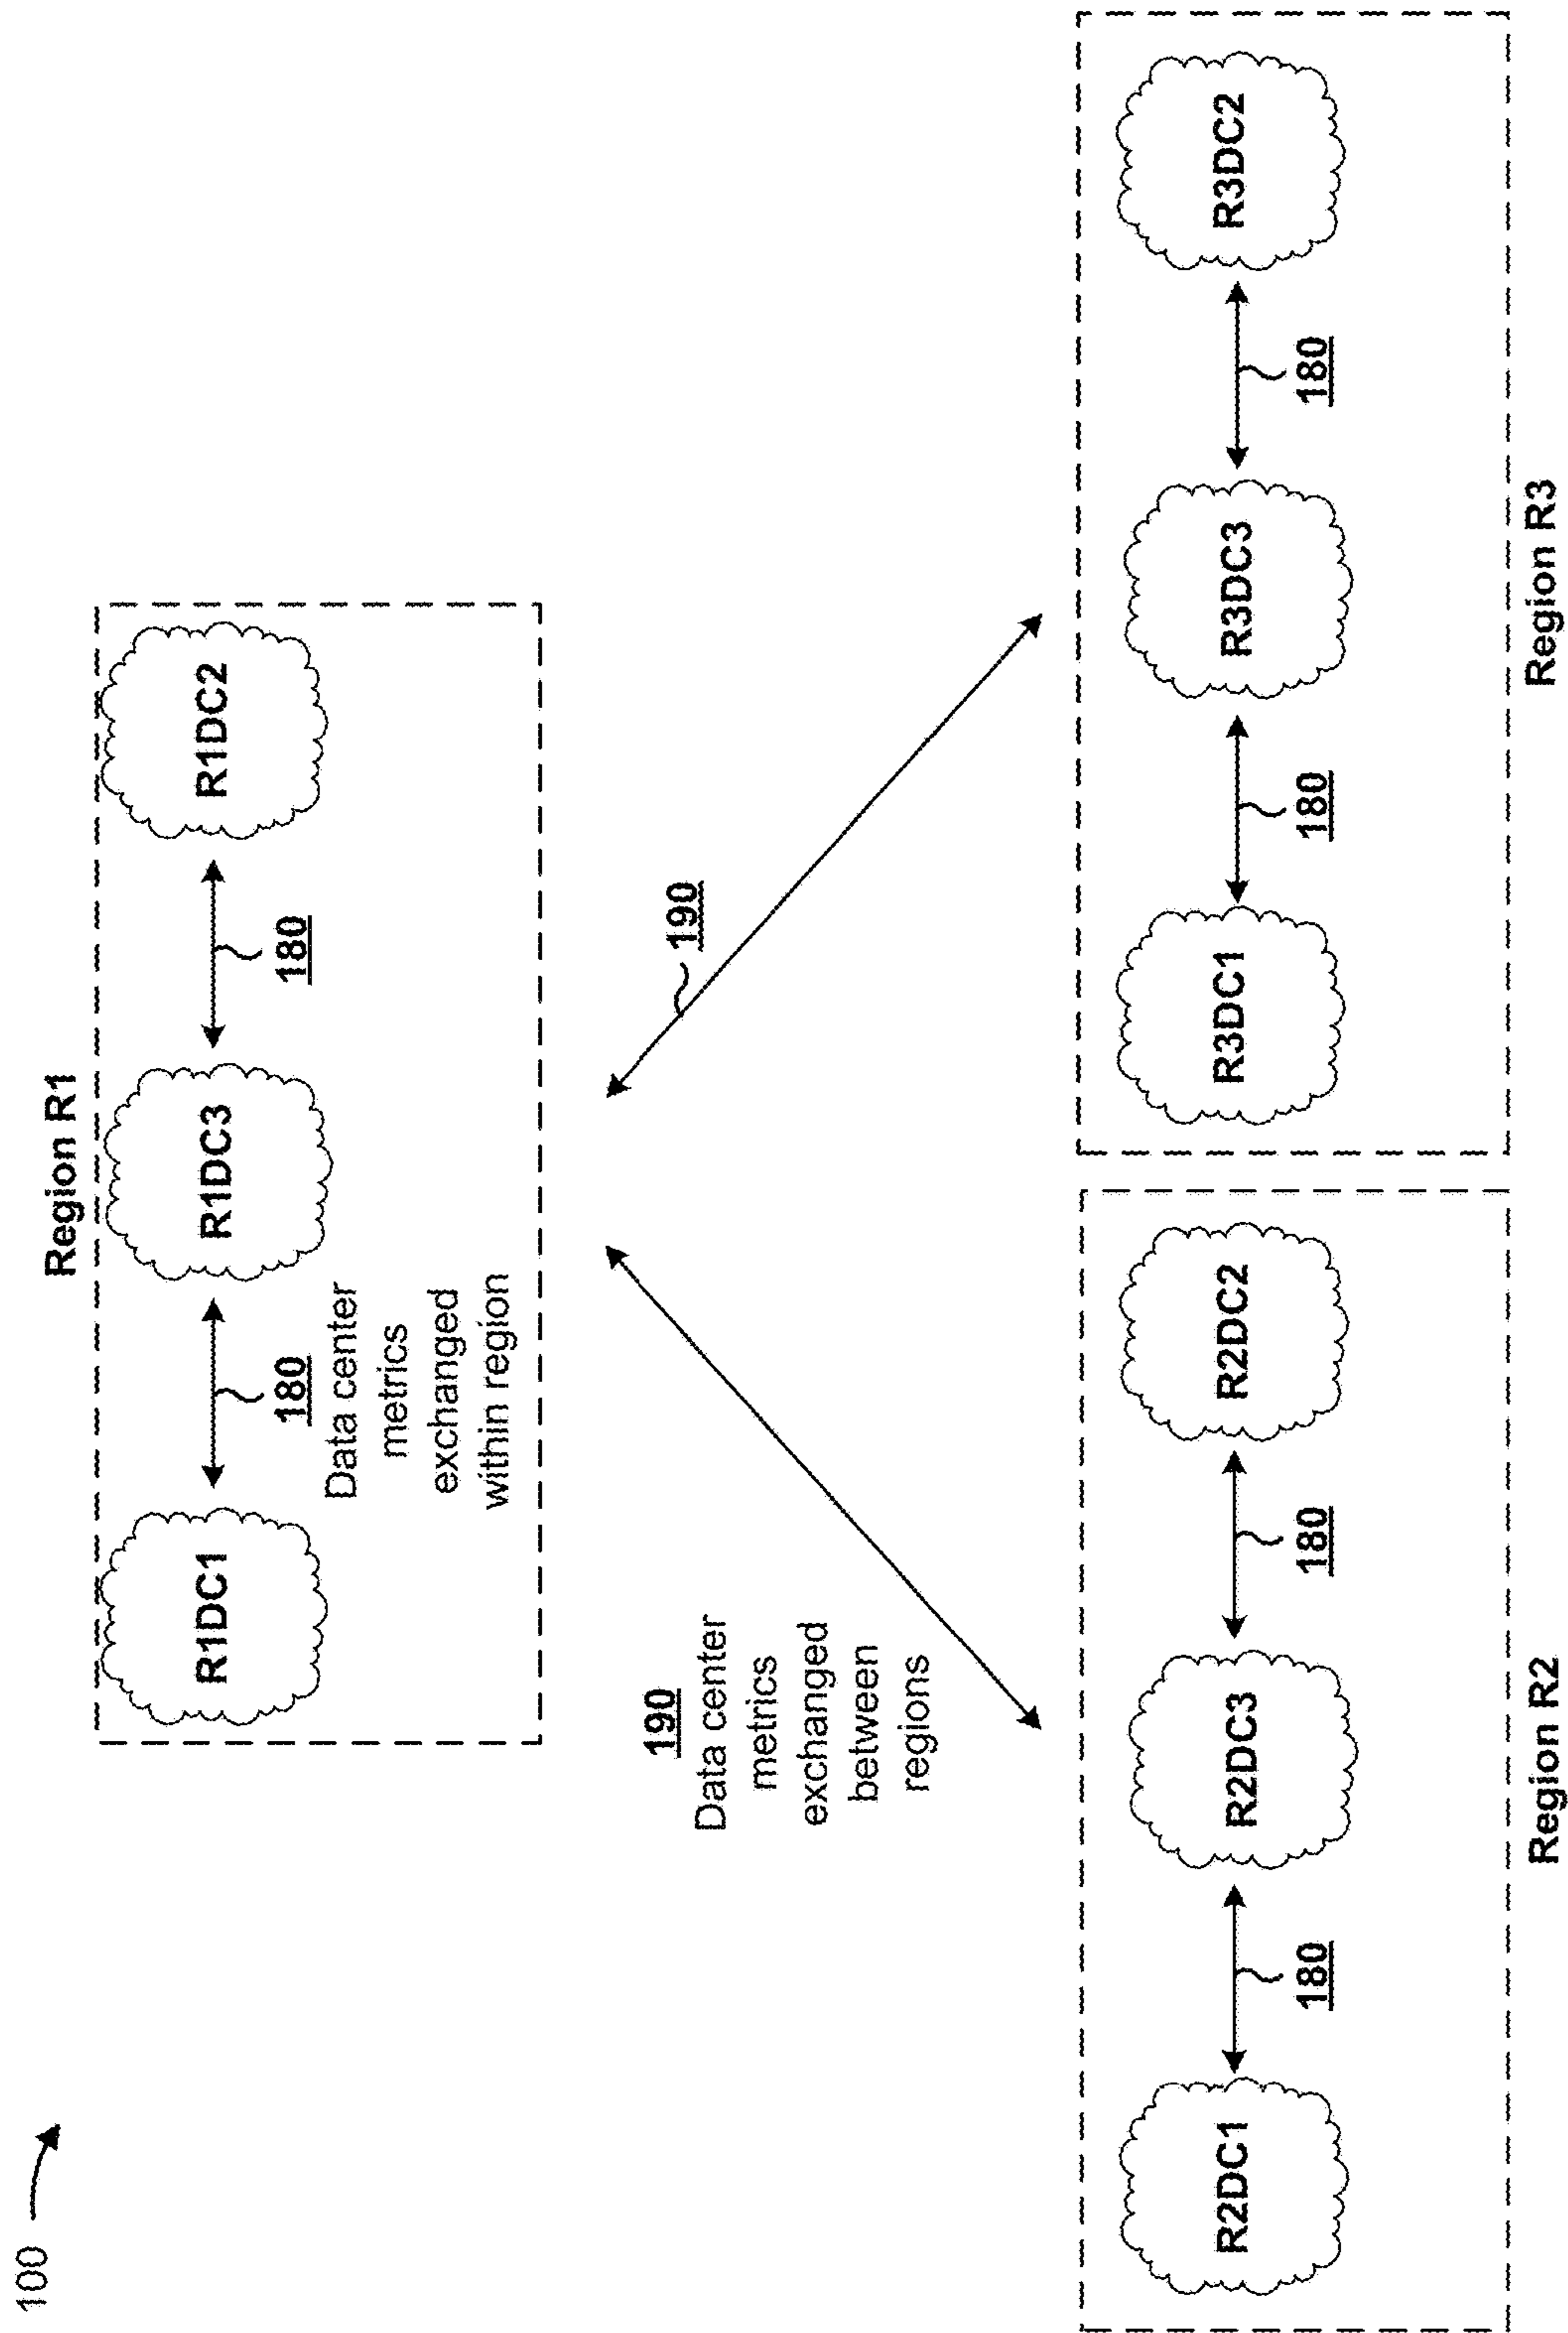 100
Region R1
R1DC1
R1DC3
R1DC2
180
180
Data center
metrics
exchanged
within region
190
Data center
metrics
exchanged
between
regions
190
R2DC1
R2DC3
R2DC2
R3DC1
R3DC3
R3DC2
180
180
180
180
Region R2
Region R3